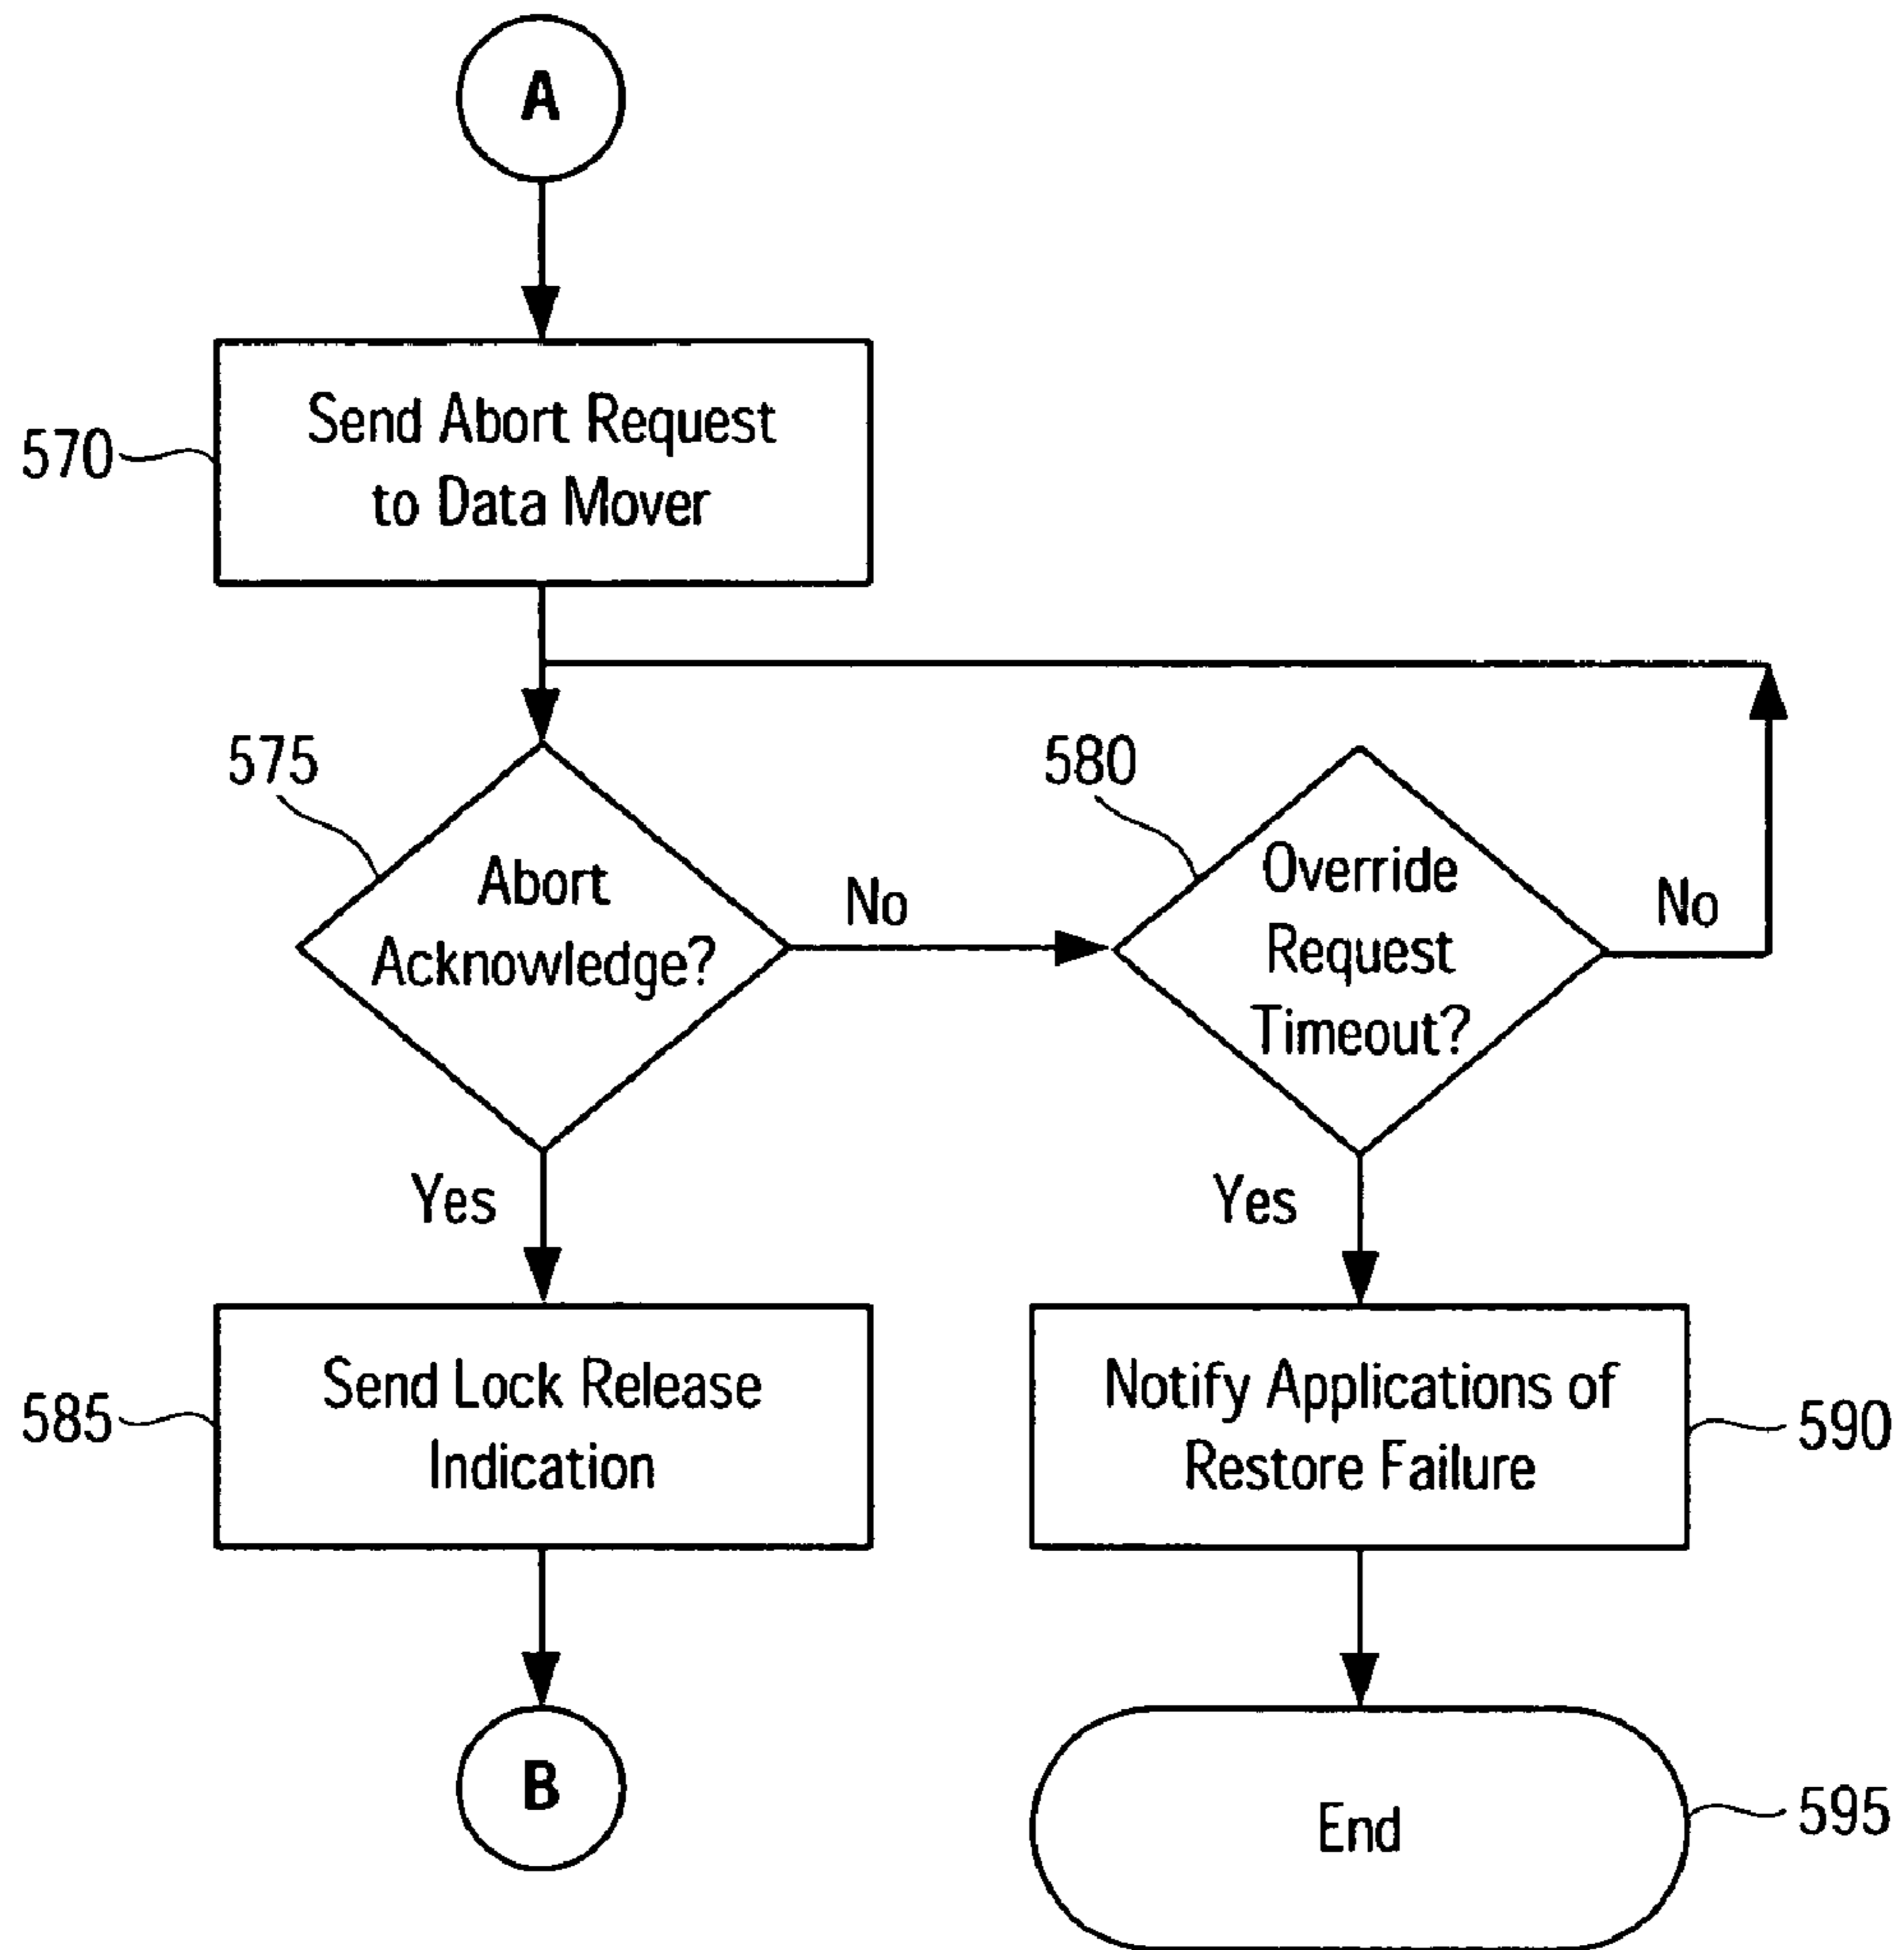 A
Send Abort Request
to Data Mover
570
575
580
Abort
Acknowledge?
No
Override
Request
Timeout?
No
Yes
Yes
Send Lock Release
Indication
585
Notify Applications of
Restore Failure
590
B
End
595